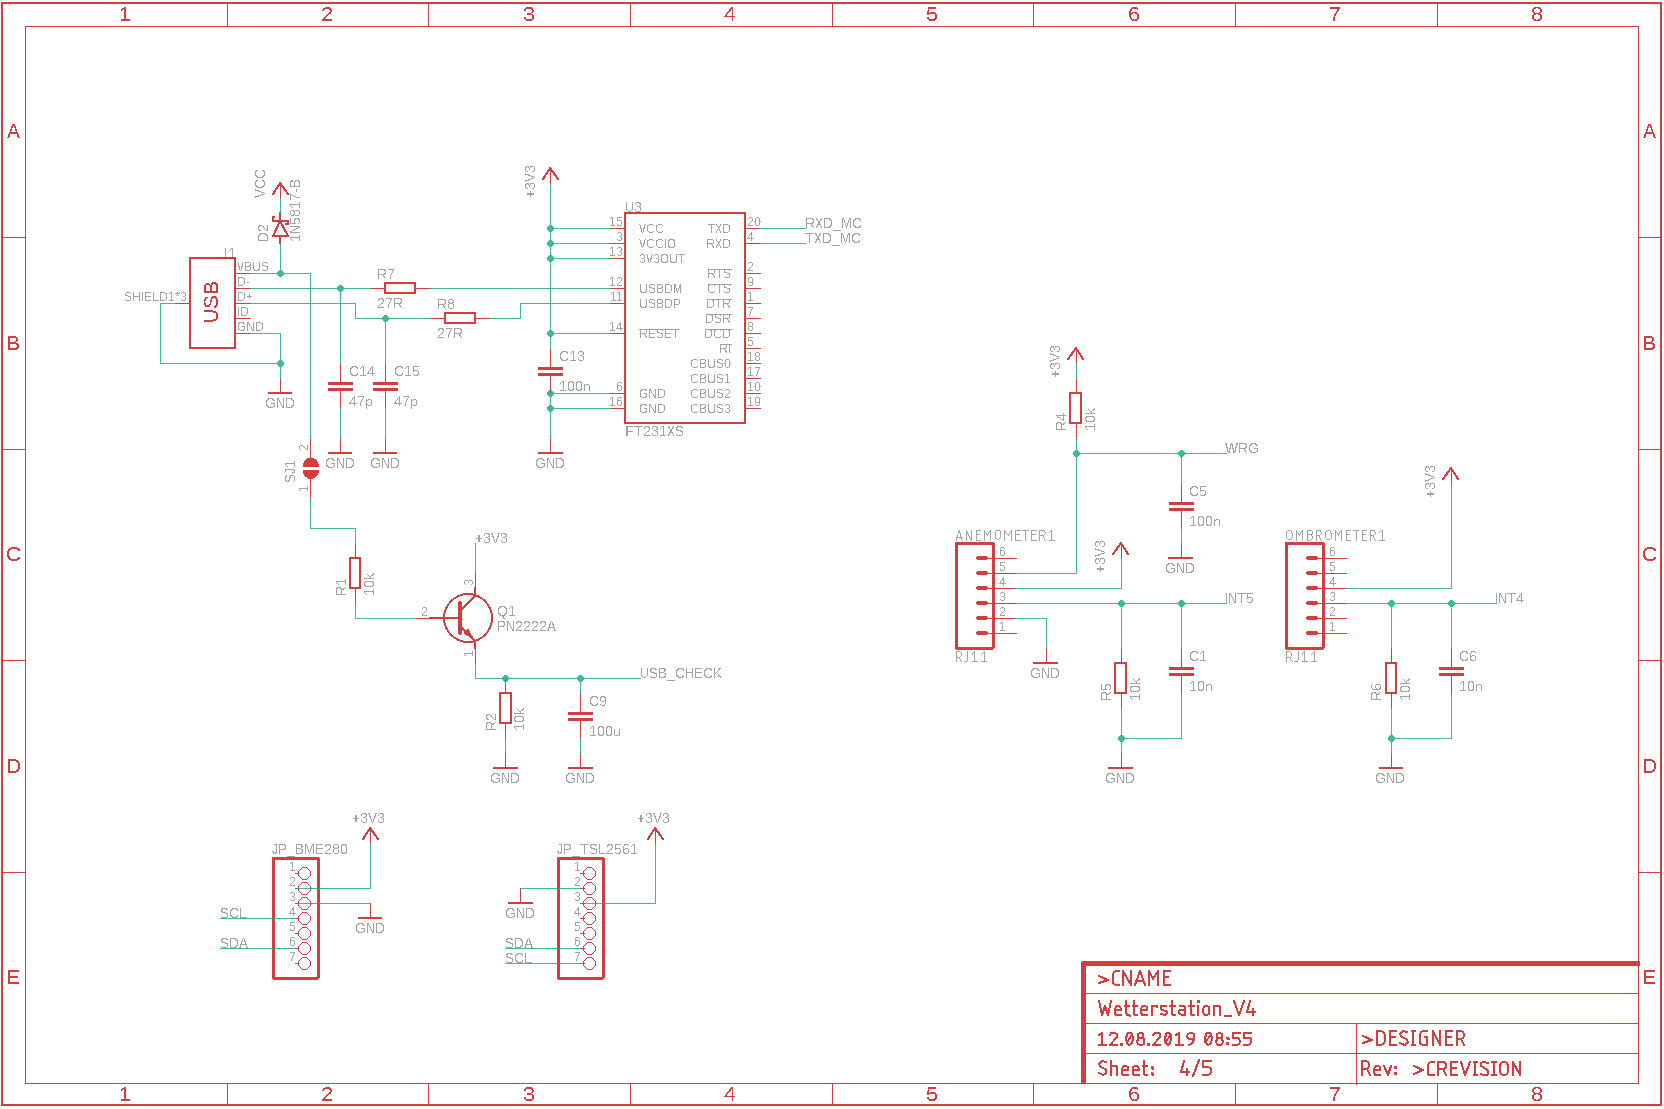 1 2 3 4 5 6 7 8
A A
B B
C C
D D
E E
VCC
D2
1N5817-B
J1
USB
SHIELD1*3
VBUS
D-
D+
ID
GND
GND
R7
27R
R8
27R
C14
47p
GND
C15
47p
GND
SJ1
2
1
+3V3
U3
15 VCC TXD 20 RXD_MC
3 VCCIO RXD 4 TXD_MC
13 3V3OUT
RTS 2
12 USBDM CTS 9
11 USBDP DTR 1
DSR 7
14 RESET DCD 8
RI 5
CBUS0 18
CBUS1 17
6 GND CBUS2 10
16 GND CBUS3 19
FT231XS
C13
100n
GND
R1
10k
+3V3
3
2
1
Q1
PN2222A
USB_CHECK
R2
10k
GND
C9
100u
GND
+3V3
R4
10k
WRG
C5
100n
GND
ANEMOMETER1
6
5
4
3
2
1
RJ11
+3V3
INT5
GND
R5
10k
C1
10n
GND
OMBROMETER1
6
5
4
3
2
1
RJ11
+3V3
INT4
R6
10k
C6
10n
GND
+3V3
JP_BME280
1
2
3
4
5
6
7
SCL
SDA
GND
+3V3
JP_TSL2561
1
2
3
4
5
6
7
GND
SDA
SCL
>CNAME
Wetterstation_V4
12.08.2019 08:55 >DESIGNER
Sheet: 4/5 Rev: >CREVISION
1 2 3 4 5 6 7 8